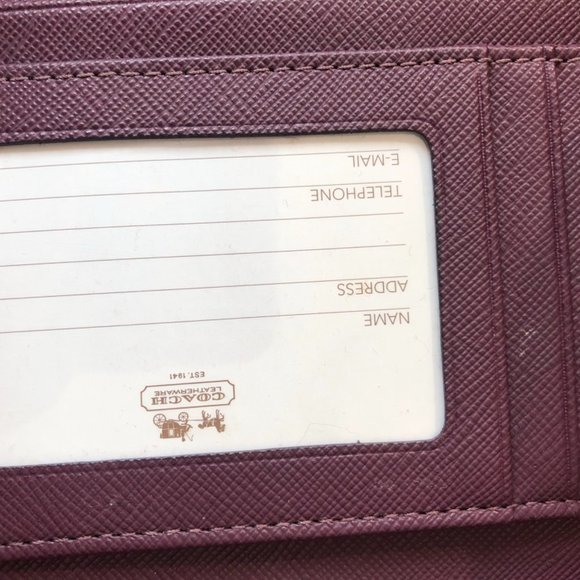 COACH
LEATHERWARE
EST. 1941
NAME
ADDRESS
TELEPHONE
E-MAIL